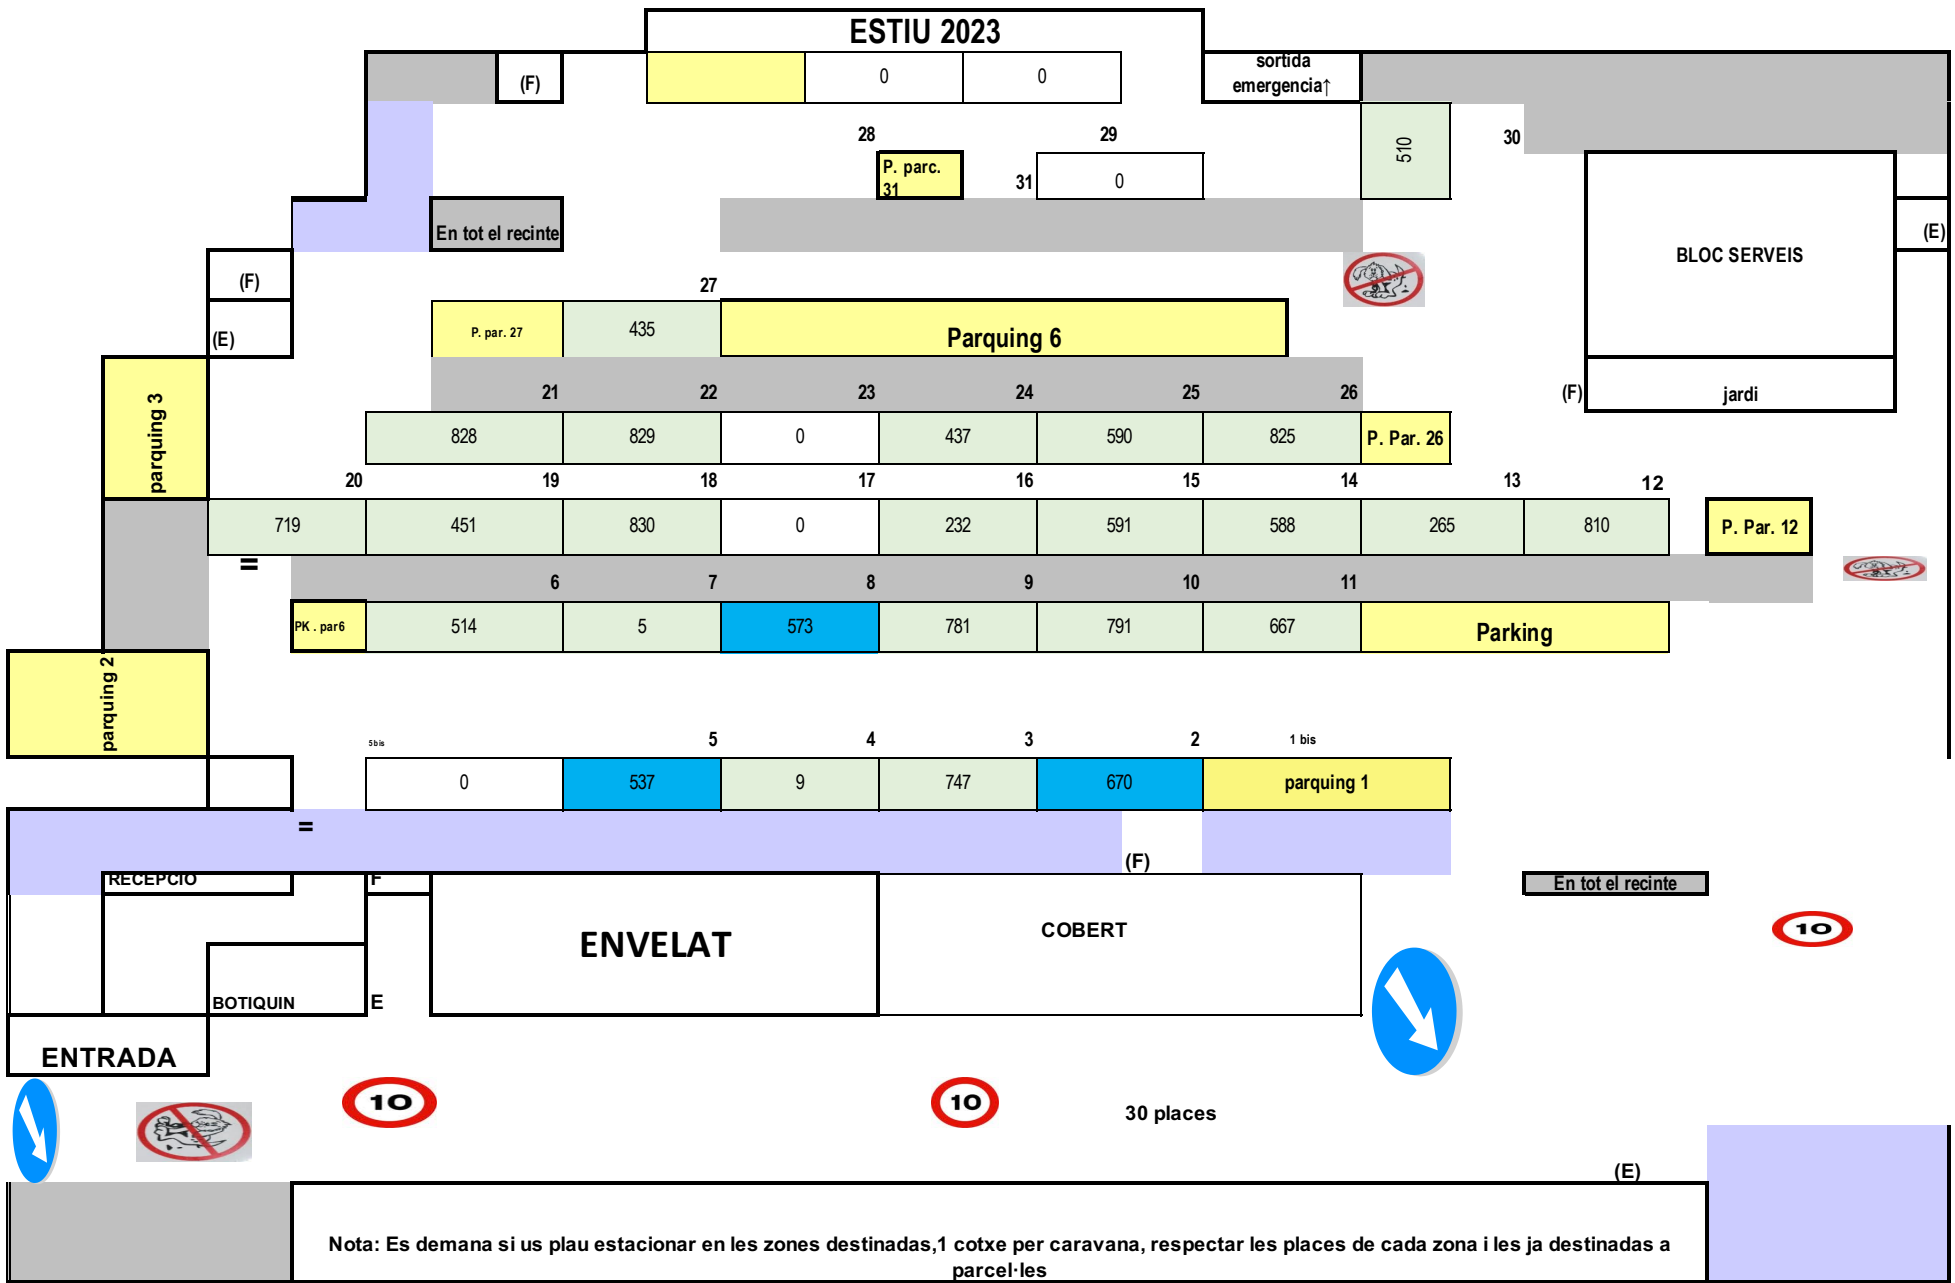 ESTIU 2023
(F)
0
0
sortida
emergencia↑
28
29
510
30
P. parc.
31
31
0
En tot el recinte
(E)
BLOC SERVEIS
(F)
27
(E)
P. par. 27
435
Parquing 6
parquing 3
21
22
23
24
25
26
(F)
jardi
828
829
0
437
590
825
P. Par. 26
20
19
18
17
16
15
14
13
12
719
451
830
0
232
591
588
265
810
P. Par. 12
=
6
7
8
9
10
11
PK . par6
514
5
573
781
791
667
Parking
parquing 2
5 bis
5
4
3
2
1 bis
0
537
9
747
670
parquing 1
=
(F)
RECEPCIO
F
En tot el recinte
ENVELAT
COBERT
10
BOTIQUIN
E
ENTRADA
10
10
30 places
(E)
Nota: Es demana si us plau estacionar en les zones destinadas,1 cotxe per caravana, respectar les places de cada zona i les ja destinadas a
parcel·les